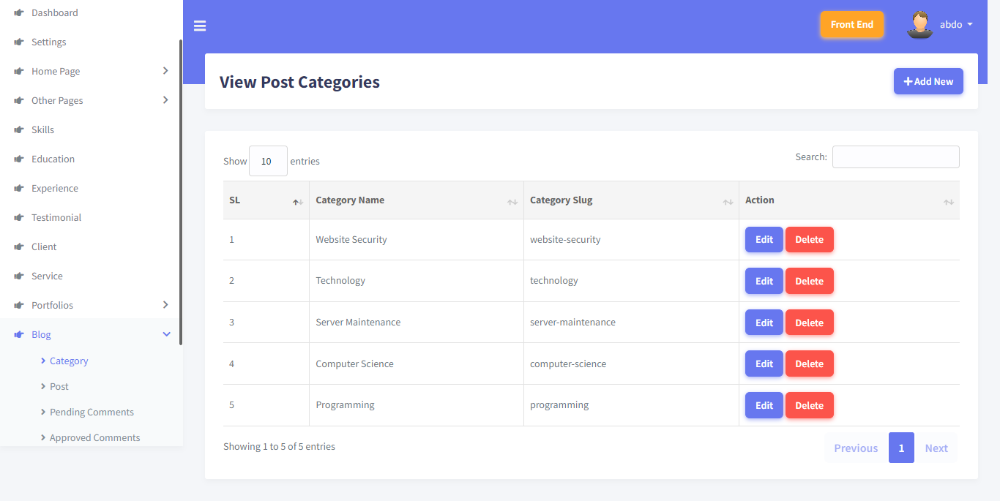 Dashboard
Settings
Home Page
Other Pages
Skills
Education
Experience
Testimonial
Client
Service
Portfolios
Blog
Category
Post
Pending Comments
Approved Comments
Front End
abdo
View Post Categories
Add New
Show 10 entries
Search:
SL Category Name Category Slug Action
1 Website Security website-security Edit Delete
2 Technology technology Edit Delete
3 Server Maintenance server-maintenance Edit Delete
4 Computer Science computer-science Edit Delete
5 Programming programming Edit Delete
Showing 1 to 5 of 5 entries
Previous 1 Next